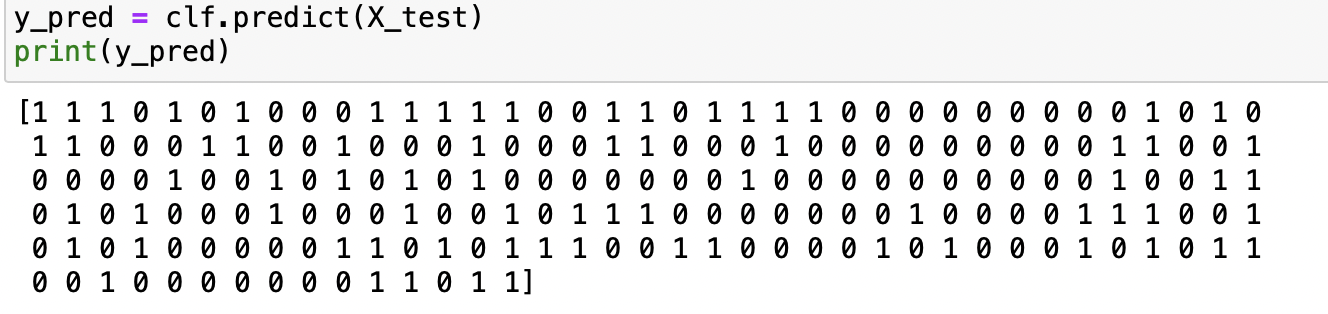 y_pred = clf.predict(X_test)
print(y_pred)
[1 1 1 0 1 0 1 0 0 0 1 1 1 1 1 0 0 1 1 0 1 1 1 1 0 0 0 0 0 0 0 0 0 1 0 1 0
1 1 0 0 0 1 1 0 0 1 0 0 0 1 0 0 0 1 1 0 0 0 1 0 0 0 0 0 0 0 0 0 1 1 0 0 1
0 0 0 0 1 0 0 1 0 1 0 1 0 1 0 0 0 0 0 0 0 1 0 0 0 0 0 0 0 0 0 0 1 0 0 1 1
0 1 0 1 0 0 0 1 0 0 0 1 0 0 1 0 1 1 1 0 0 0 0 0 0 0 1 0 0 0 0 1 1 1 0 0 1
0 1 0 1 0 0 0 0 0 1 1 0 1 0 1 1 1 0 0 1 1 0 0 0 0 1 0 1 0 0 0 1 0 1 0 1 1
0 0 1 0 0 0 0 0 0 0 1 1 0 1 1]